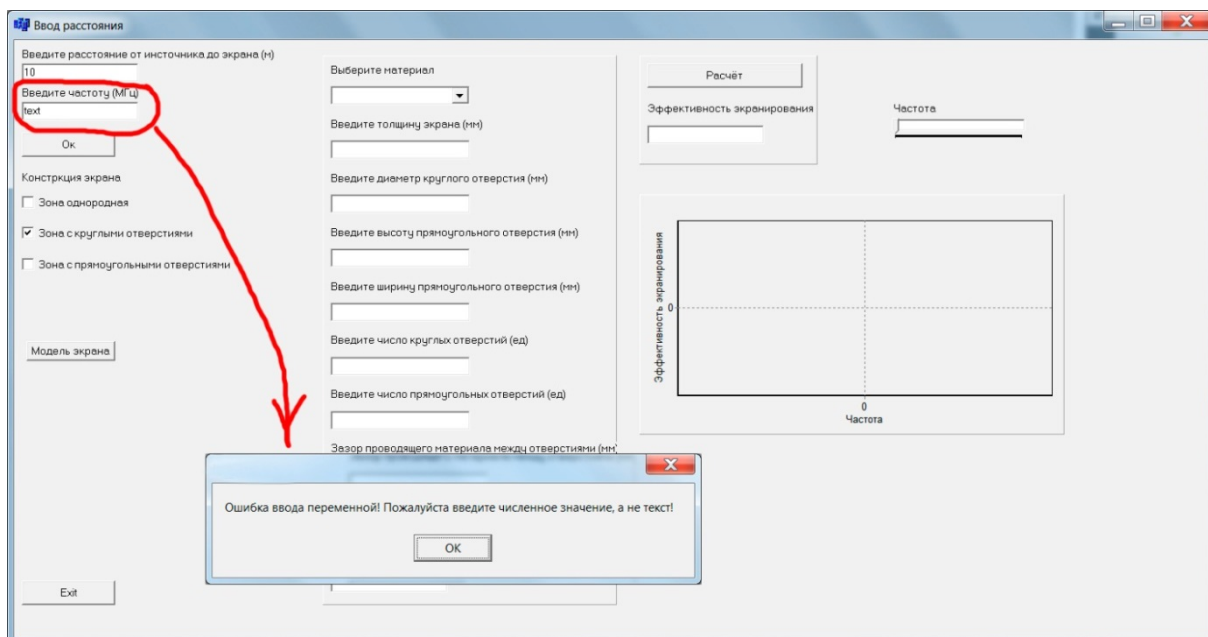 Ввод расстояния
Введите расстояние от инсточника до экрана (м)
10
Введите частоту (МГц)
text
Ок
Констркция экрана
Зона однородная
Зона с круглыми отверстиями
Зона с прямоугольными отверстиями
Модель экрана
Exit
Выберите материал
Введите толщину экрана (мм)
Введите диаметр круглого отверстия (мм)
Введите высоту прямоугольного отверстия (мм)
Введите ширину прямоугольного отверстия (мм)
Введите число круглых отверстий (ед)
Введите число прямоугольных отверстий (ед)
Зазор проводящего материала между отверстиями (мм)
Расчёт
Эффективность экранирования
Частота
Эффективность экранирования
0
0
Частота
Ошибка ввода переменной! Пожалуйста введите численное значение, а не текст!
OK